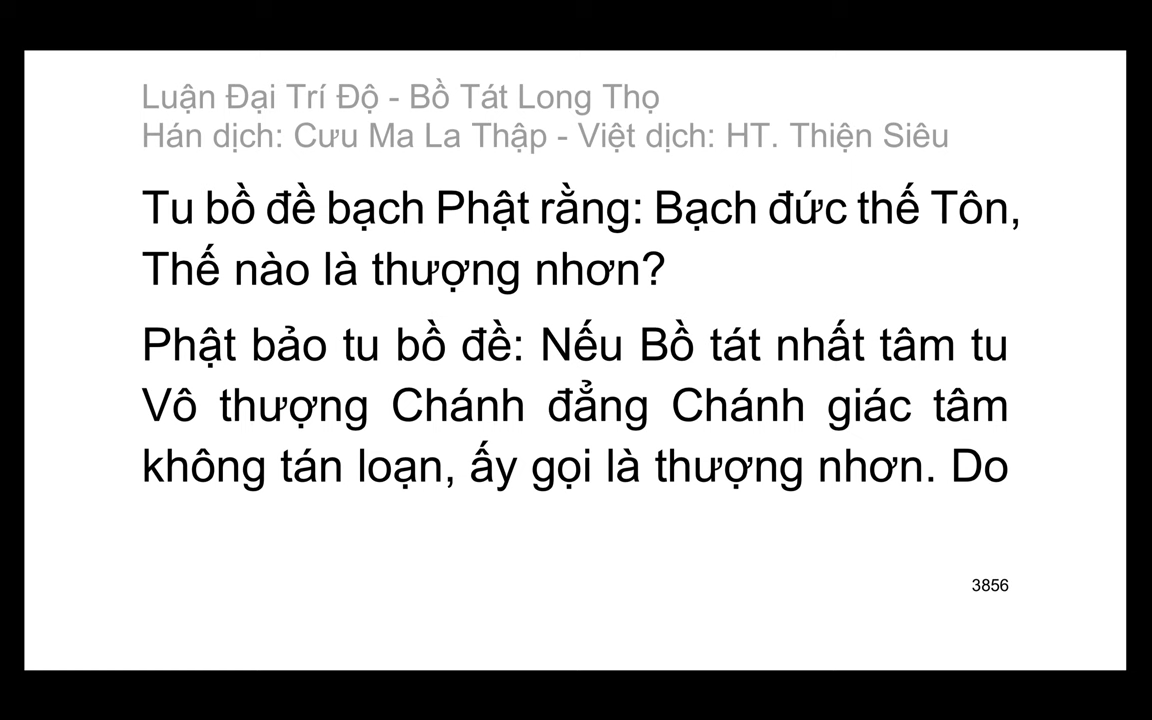 Luận Đại Trí Độ - Bồ Tát Long Thọ
Hán dịch: Cưu Ma La Thập - Việt dịch: HT. Thiện Siêu
Tu bồ đề bạch Phật rằng: Bạch đức thế Tôn,
Thế nào là thượng nhơn?
Phật bảo tu bồ đề: Nếu Bồ tát nhất tâm tu
Vô thượng Chánh đẳng Chánh giác tâm
không tán loạn, ấy gọi là thượng nhơn. Do
3856